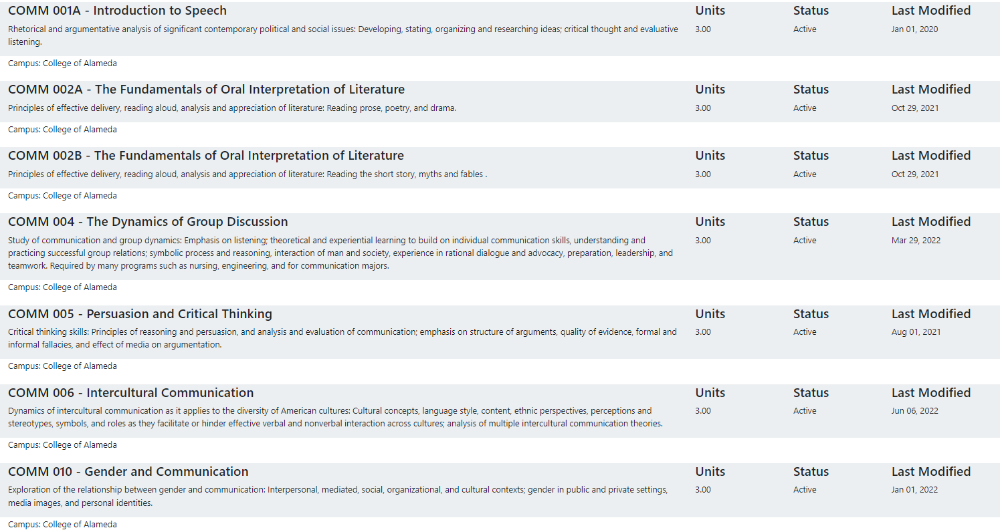 COMM 001A - Introduction to Speech Units Status Last Modified
Rhetorical and argumentative analysis of significant contemporary political and social issues: Developing, stating, organizing and researching ideas; critical thought and evaluative 3.00 Active Jan 01, 2020
listening.
Campus: College of Alameda
COMM 002A - The Fundamentals of Oral Interpretation of Literature Units Status Last Modified
Principles of effective delivery, reading aloud, analysis and appreciation of literature: Reading prose, poetry, and drama. 3.00 Active Oct 29, 2021
Campus: College of Alameda
COMM 002B - The Fundamentals of Oral Interpretation of Literature Units Status Last Modified
Principles of effective delivery, reading aloud, analysis and appreciation of literature: Reading the short story, myths and fables . 3.00 Active Oct 29, 2021
Campus: College of Alameda
COMM 004 - The Dynamics of Group Discussion Units Status Last Modified
Study of communication and group dynamics: Emphasis on listening; theoretical and experiential learning to build on individual communication skills, understanding and 3.00 Active Mar 29, 2022
practicing successful group relations; symbolic process and reasoning, interaction of man and society, experience in rational dialogue and advocacy, preparation, leadership, and
teamwork. Required by many programs such as nursing, engineering, and for communication majors.
Campus: College of Alameda
COMM 005 - Persuasion and Critical Thinking Units Status Last Modified
Critical thinking skills: Principles of reasoning and persuasion, and analysis and evaluation of communication; emphasis on structure of arguments, quality of evidence, formal and 3.00 Active Aug 01, 2021
informal fallacies, and effect of media on argumentation.
Campus: College of Alameda
COMM 006 - Intercultural Communication Units Status Last Modified
Dynamics of intercultural communication as it applies to the diversity of American cultures: Cultural concepts, language style, content, ethnic perspectives, perceptions and 3.00 Active Jun 06, 2022
stereotypes, symbols, and roles as they facilitate or hinder effective verbal and nonverbal interaction across cultures; analysis of multiple intercultural communication theories.
Campus: College of Alameda
COMM 010 - Gender and Communication Units Status Last Modified
Exploration of the relationship between gender and communication: Interpersonal, mediated, social, organizational, and cultural contexts; gender in public and private settings, 3.00 Active Jan 01, 2022
media images, and personal identities.
Campus: College of Alameda